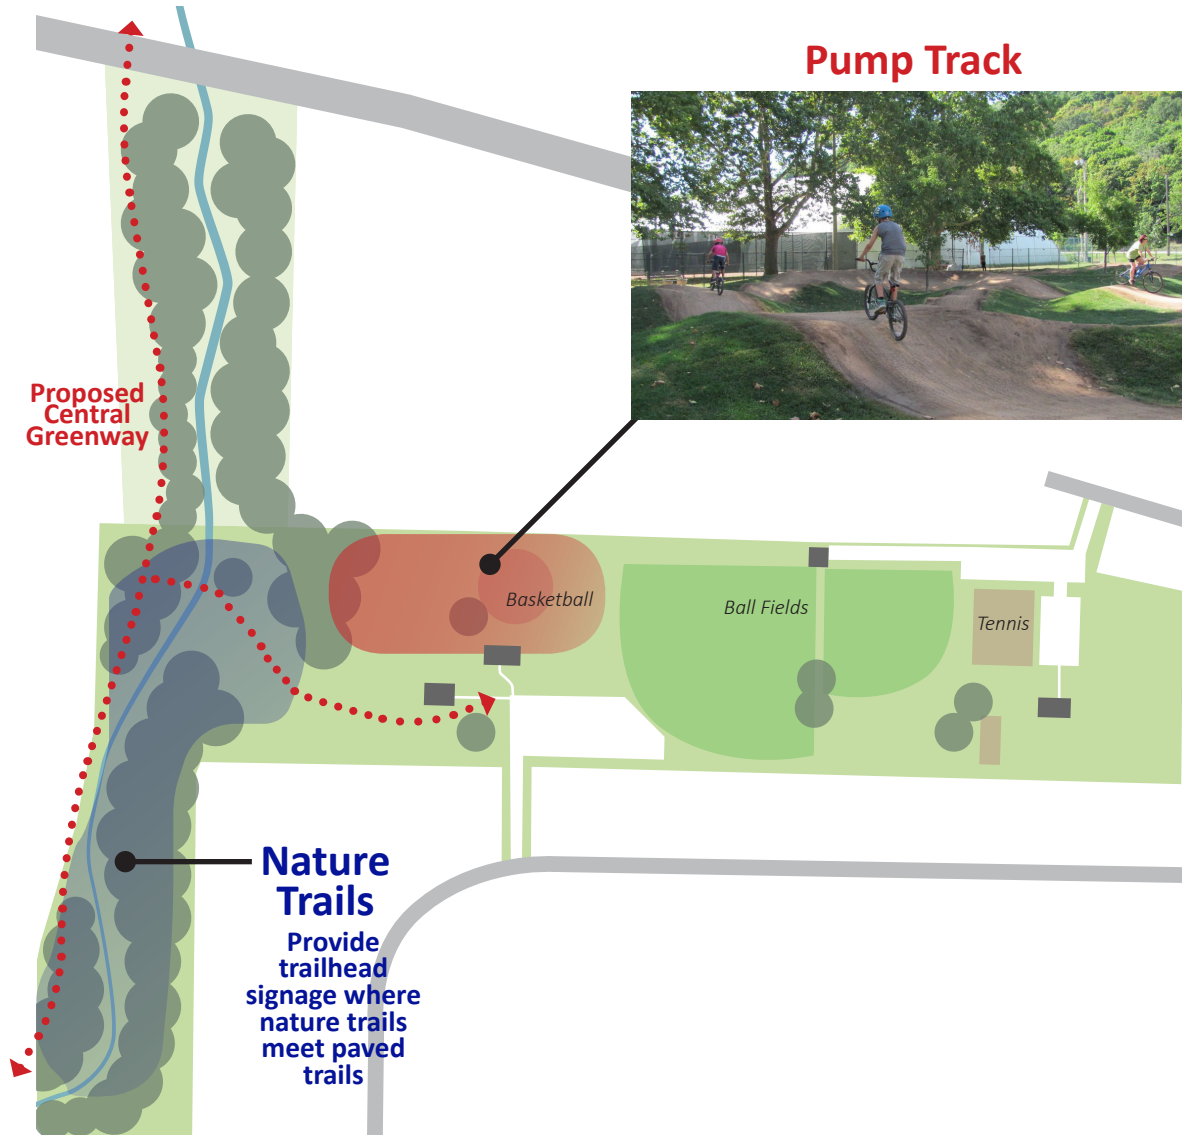 Pump Track
Proposed
Central
Greenway
Basketball
Ball Fields
Tennis
Nature
Trails
Provide
trailhead
signage where
nature trails
meet paved
trails